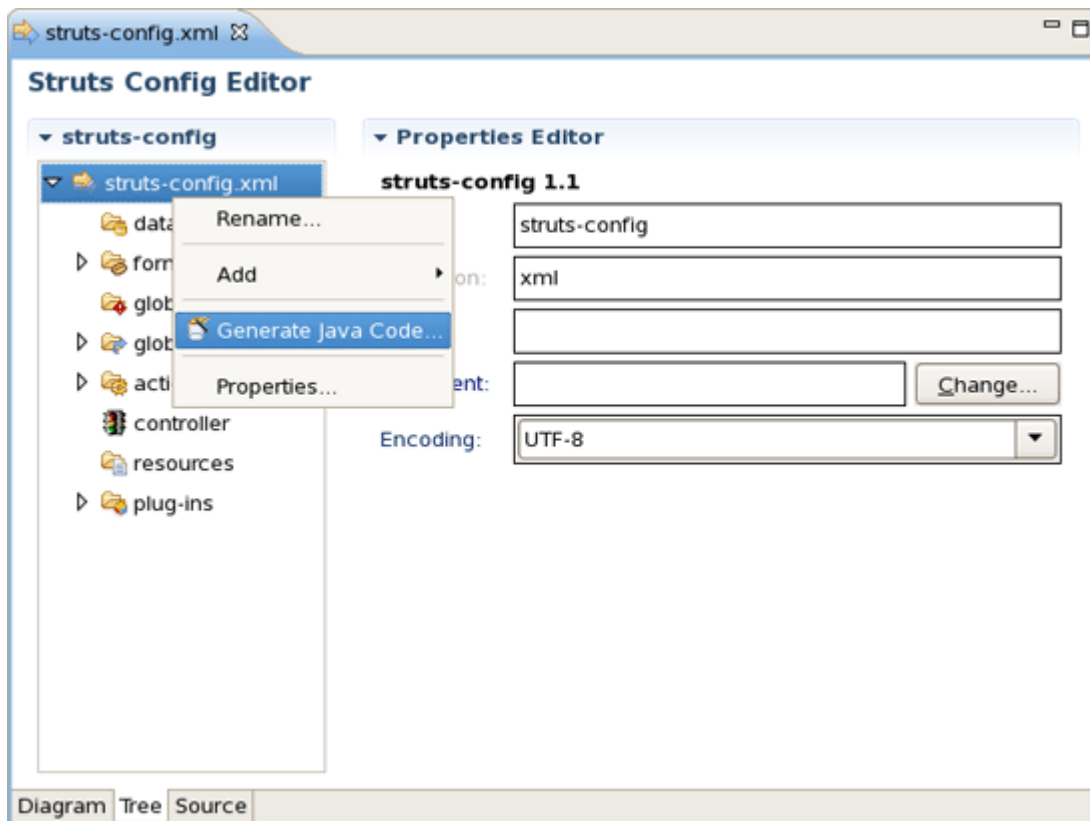 struts-config.xml
Struts Config Editor
struts-config
Properties Editor
struts-config.xml
struts-config 1.1
Rename...
struts-config
Add
xml
Generate Java Code...
Properties...
Change...
controller
Encoding:
UTF-8
resources
plug-ins
Diagram Tree Source